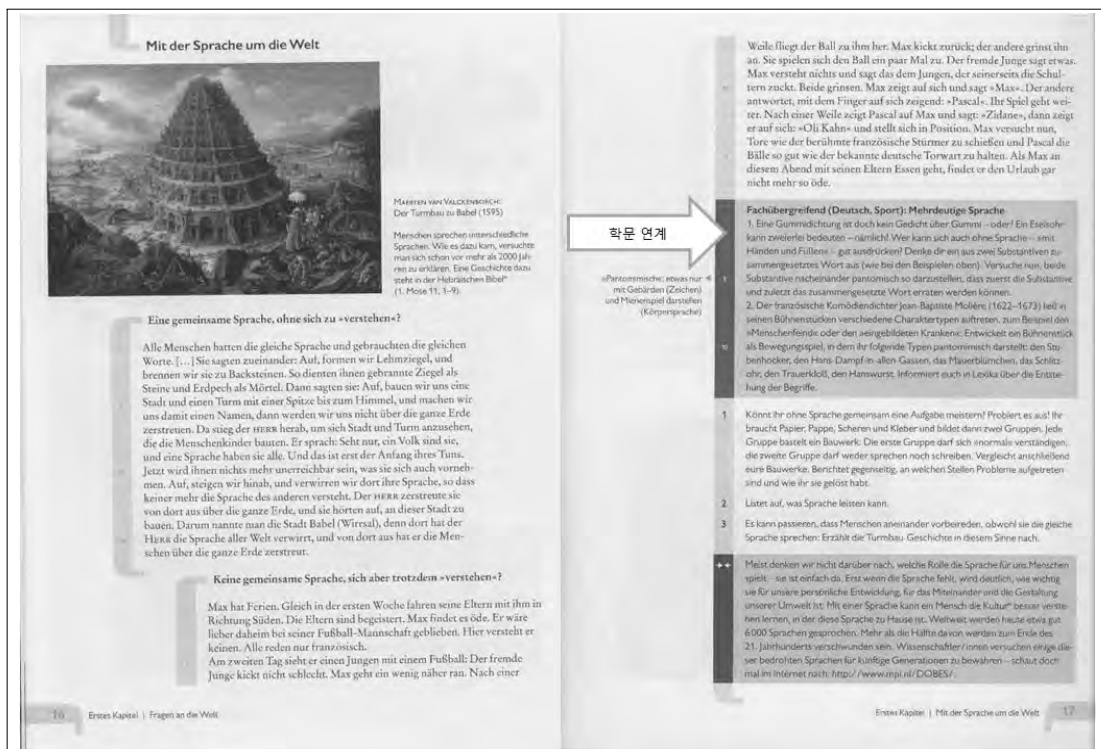 Mit der Sprache um die Welt
MAERTEN VAN VALCKENBORCH:
Der Turmbau zu Babel (1595)
Menschen sprechen unterschiedliche
Sprachen. Wie es dazu kam, versuchte
man sich schon vor mehr als 2000 Jah-
ren zu erklären. Eine Geschichte dazu
steht in der Hebräischen Bibel*
(1. Mose 11, 1–9).
Eine gemeinsame Sprache, ohne sich zu »verstehen«?
Alle Menschen hatten die gleiche Sprache und gebrauchten die gleichen
Worte. […] Sie sagten zueinander: Auf, formen wir Lehmziegel, und
brennen wir sie zu Backsteinen. So dienten ihnen gebrannte Ziegel als
Steine und Erdpech als Mörtel. Dann sagten sie: Auf, bauen wir uns eine
Stadt und einen Turm mit einer Spitze bis zum Himmel, und machen wir
uns damit einen Namen, dann werden wir uns nicht über die ganze Erde
zerstreuen. Da stieg der HERR herab, um sich Stadt und Turm anzusehen,
die die Menschenkinder bauten. Er sprach: Seht nur, ein Volk sind sie,
und eine Sprache haben sie alle. Und das ist erst der Anfang ihres Tuns.
Jetzt wird ihnen nichts mehr unerreichbar sein, was sie sich auch vorneh-
men. Auf, steigen wir hinab, und verwirren wir dort ihre Sprache, so dass
keiner mehr die Sprache des anderen versteht. Der HERR zerstreute sie
von dort aus über die ganze Erde, und sie hörten auf, an dieser Stadt zu
bauen. Darum nannte man die Stadt Babel (Wirrsal), denn dort hat der
HERR die Sprache aller Welt verwirrt, und von dort aus hat er die Men-
schen über die ganze Erde zerstreut.
Keine gemeinsame Sprache, sich aber trotzdem »verstehen«?
Max hat Ferien. Gleich in der ersten Woche fahren seine Eltern mit ihm in
Richtung Süden. Die Eltern sind begeistert. Max findet es öde. Er wäre
lieber daheim bei seiner Fußball-Mannschaft geblieben. Hier versteht er
keinen. Alle reden nur französisch.
Am zweiten Tag sieht er einen Jungen mit einem Fußball: Der fremde
Junge kickt nicht schlecht. Max geht ein wenig näher ran. Nach einer
16 Erstes Kapitel | Fragen an die Welt
Weile fliegt der Ball zu ihm her. Max kickt zurück; der andere grinst ihn
an. Sie spielen sich den Ball ein paar Mal zu. Der fremde Junge sagt etwas.
Max versteht nichts und sagt das dem Jungen, der seinerseits die Schul-
tern zuckt. Beide grinsen. Max zeigt auf sich und sagt »Max«. Der andere
antwortet, mit dem Finger auf sich zeigend: »Pascal«. Ihr Spiel geht wei-
ter. Nach einer Weile zeigt Pascal auf Max und sagt: »Zidane«, dann zeigt
er auf sich: »Oli Kahn« und stellt sich in Position. Max versucht nun,
Tore wie der berühmte französische Stürmer zu schießen und Pascal die
Bälle so gut wie der bekannte deutsche Torwart zu halten. Als Max an
diesem Abend mit seinen Eltern Essen geht, findet er den Urlaub gar
nicht mehr so öde.
학문 연계
»Pantomimische: etwas nur
mit Gebärden (Zeichen)
und Mienenspiel darstellen
(Körpersprache)
Fachübergreifend (Deutsch, Sport): Mehrdeutige Sprache
1. Eine Gummidichtung ist doch kein Gedicht über Gummi – oder! Ein Eselsohr
kann zweierlei bedeuten – nämlich! Wer kann sich auch ohne Sprache – »mit
Händen und Füßen« – gut ausdrücken? Denke dir ein aus zwei Substantiven zu-
sammengesetztes Wort aus (wie bei den Beispielen oben). Versuche nun, beide
Substantive nacheinander pantomimisch so darzustellen, dass zuerst die Substantive
und zuletzt das zusammengesetzte Wort erraten werden können.
2. Der französische Komödiendichter Jean-Baptiste Molière (1622–1673) ließ in
seinen Bühnenstücken verschiedene Charaktertypen auftreten, zum Beispiel den
»Menschenfeind« oder den »eingebildeten Kranken«. Entwickelt ein Bühnenstück
als Bewegungsspiel, in dem ihr folgende Typen pantomimisch darstellt: den Stu-
benhocker, den Hans-Dampf-in-allen-Gassen, das Mauerblümchen, das Schlitz-
ohr, den Trauerkloß, den Hanswurst. Informiert euch in Lexika über die Entste-
hung der Begriffe.
1 Könnt ihr ohne Sprache gemeinsam eine Aufgabe meistern? Probiert es aus! Ihr
braucht Papier, Pappe, Scheren und Kleber und bildet dann zwei Gruppen. Jede
Gruppe bastelt ein Bauwerk. Die erste Gruppe darf sich »normal« verständigen,
die zweite Gruppe darf weder sprechen noch schreiben. Vergleicht anschließend
eure Bauwerke. Berichtet gegenseitig, an welchen Stellen Probleme aufgetreten
sind und wie ihr sie gelöst habt.
2 Listet auf, was Sprache leisten kann.
3 Es kann passieren, dass Menschen aneinander vorbeireden, obwohl sie die gleiche
Sprache sprechen: Erzählt die Turmbau-Geschichte in diesem Sinne nach.
Meist denken wir nicht darüber nach, welche Rolle die Sprache für uns Menschen
spielt – sie ist einfach da. Erst wenn die Sprache fehlt, wird deutlich, wie wichtig
sie für unsere persönliche Entwicklung, für das Miteinander und die Gestaltung
unserer Umwelt ist. Mit einer Sprache kann ein Mensch die Kultur* besser verste-
hen lernen, in der diese Sprache zu Hause ist. Weltweit werden heute etwa gut
6000 Sprachen gesprochen. Mehr als die Hälfte davon werden zum Ende des
21. Jahrhunderts verschwunden sein. Wissenschaftler/innen versuchen einige die-
ser bedrohten Sprachen für künftige Generationen zu bewahren – schaut doch
mal im Internet nach: http://www.mpi.nl/DOBES/.
Erstes Kapitel | Mit der Sprache um die Welt 17